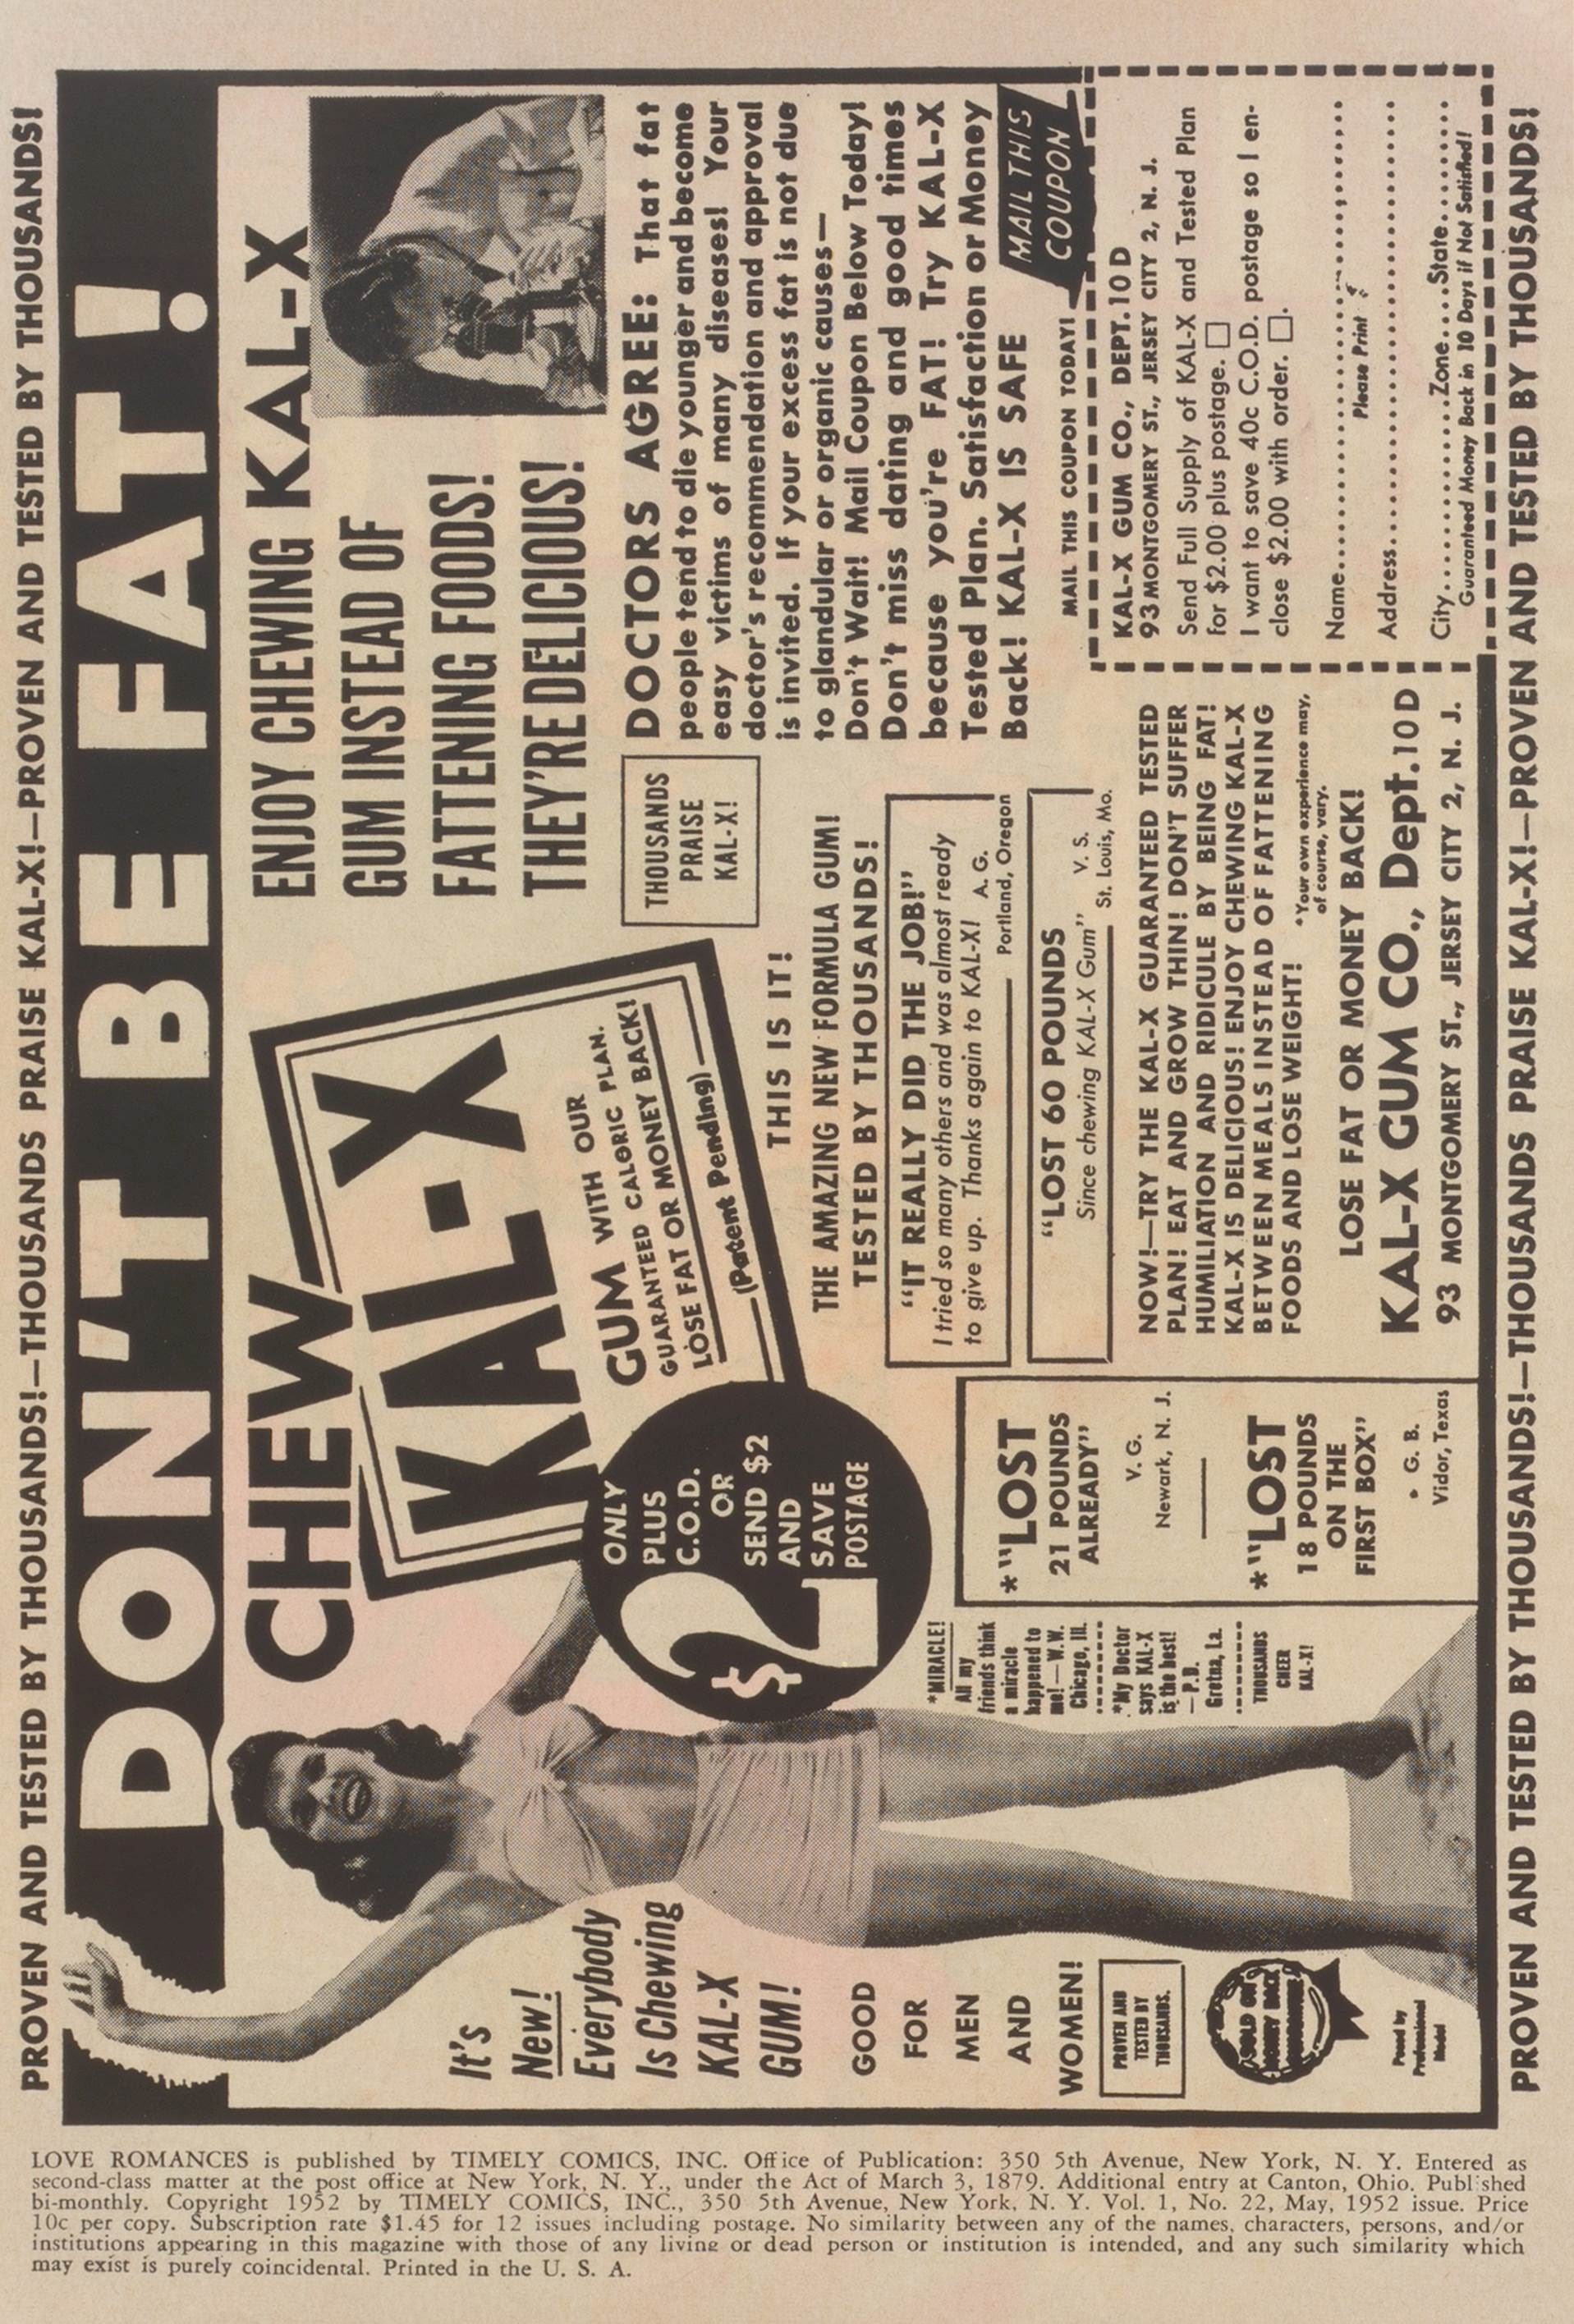 PROVEN AND TESTED BY THOUSANDS!—THOUSANDS PRAISE KAL-X!—PROVEN AND TESTED BY THOUSANDS!
DON'T BE FAT!
CHEW
KAL-X
GUM WITH OUR
GUARANTEED CALORIC PLAN.
LOSE FAT OR MONEY BACK!
(Patent Pending)
ENJOY CHEWING KAL-X
GUM INSTEAD OF
FATTENING FOODS!
THEY'RE DELICIOUS!
It's
New!
Everybody
Is Chewing
KAL-X
GUM!
GOOD
FOR
MEN
AND
WOMEN!
PROVEN AND
TESTED BY
THOUSANDS.
SOLD ON
MONEY BACK
GUARANTEE
Posed by
Professional
Model
$2
ONLY
PLUS
C.O.D.
OR
SEND $2
AND
SAVE
POSTAGE
*MIRACLE!
All my
friends think
a miracle
happened to
me! — W.W.
Chicago, Ill.
*My Doctor
says KAL-X
is the best!
— P.D.
Gretna, La.
THOUSANDS
CHEER
KAL-X!
*"LOST
21 POUNDS
ALREADY"
V. G.
Newark, N. J.
*"LOST
18 POUNDS
ON THE
FIRST BOX"
• G. B.
Vidor, Texas
THOUSANDS
PRAISE
KAL-X!
THIS IS IT!
THE AMAZING NEW FORMULA GUM!
TESTED BY THOUSANDS!
"IT REALLY DID THE JOB!"
I tried so many others and was almost ready
to give up. Thanks again to KAL-X! A. G.
Portland, Oregon
"LOST 60 POUNDS
Since chewing KAL-X Gum" V. S.
St. Louis, Mo.
NOW!—TRY THE KAL-X GUARANTEED TESTED
PLAN! EAT AND GROW THIN! DON'T SUFFER
HUMILIATION AND RIDICULE BY BEING FAT!
KAL-X IS DELICIOUS! ENJOY CHEWING KAL-X
BETWEEN MEALS INSTEAD OF FATTENING
FOODS AND LOSE WEIGHT!
*Your own experience may,
of course, vary.
LOSE FAT OR MONEY BACK!
KAL-X GUM CO., Dept. 10 D
93 MONTGOMERY ST., JERSEY CITY 2, N. J.
DOCTORS AGREE: That fat
people tend to die younger and become
easy victims of many diseases! Your
doctor's recommendation and approval
is invited. If your excess fat is not due
to glandular or organic causes—
Don't Wait! Mail Coupon Below Today!
Don't miss dating and good times
because you're FAT! Try KAL-X
Tested Plan. Satisfaction or Money
Back! KAL-X IS SAFE
MAIL THIS
COUPON
MAIL THIS COUPON TODAY!
KAL-X GUM CO., DEPT. 10 D
93 MONTGOMERY ST., JERSEY CITY 2, N. J.
Send Full Supply of KAL-X and Tested Plan
for $2.00 plus postage. □
I want to save 40c C.O.D. postage so I en-
close $2.00 with order. □.
Name..............................
Please Print
Address..............................
City...............Zone....State.........
Guaranteed Money Back in 10 Days if Not Satisfied!
PROVEN AND TESTED BY THOUSANDS!—THOUSANDS PRAISE KAL-X!—PROVEN AND TESTED BY THOUSANDS!
LOVE ROMANCES is published by TIMELY COMICS, INC. Office of Publication: 350 5th Avenue, New York, N. Y. Entered as
second-class matter at the post office at New York, N. Y., under the Act of March 3, 1879. Additional entry at Canton, Ohio. Published
bi-monthly. Copyright 1952 by TIMELY COMICS, INC., 350 5th Avenue, New York, N. Y. Vol. 1, No. 22, May, 1952 issue. Price
10c per copy. Subscription rate $1.45 for 12 issues including postage. No similarity between any of the names, characters, persons, and/or
institutions appearing in this magazine with those of any living or dead person or institution is intended, and any such similarity which
may exist is purely coincidental. Printed in the U. S. A.